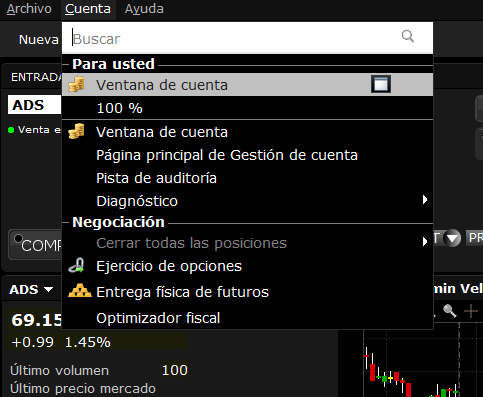 Archivo Cuenta Ayuda
Nueva
Buscar
ENTRADA
Para usted
Ventana de cuenta
ADS
100 %
Venta e
Ventana de cuenta
Página principal de Gestión de cuenta
Pista de auditoría
Diagnóstico
Negociación
COMP
Cerrar todas las posiciones
T PR
Ejercicio de opciones
ADS
Entrega física de futuros
min Vel
69.15
Optimizador fiscal
+0.99 1.45%
Último volumen 100
Último precio mercado